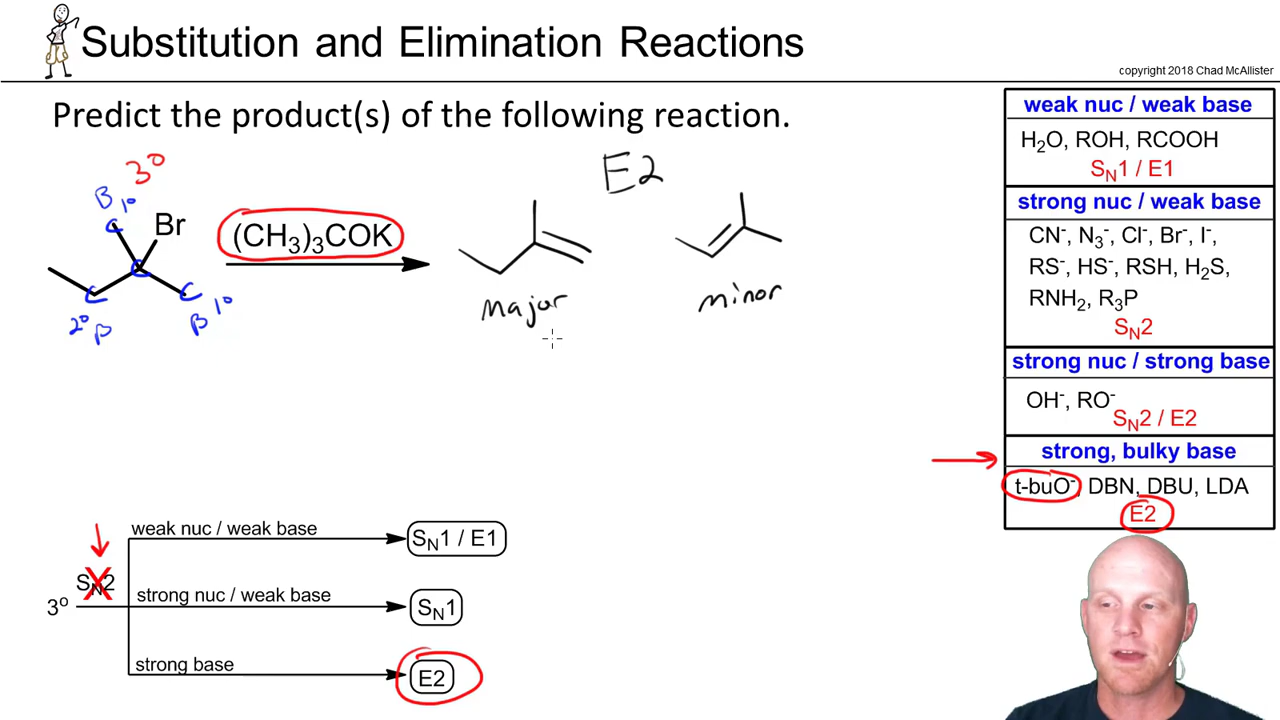 Substitution and Elimination Reactions
copyright 2018 Chad McAllister
Predict the product(s) of the following reaction.
3°
β 1°
C
Br
C
C
2° β
C
β 1°
(CH₃)₃COK
E2
major
minor
weak nuc / weak base
H₂O, ROH, RCOOH
Sₙ1 / E1
strong nuc / weak base
CN⁻, N₃⁻, Cl⁻, Br⁻, I⁻,
RS⁻, HS⁻, RSH, H₂S,
RNH₂, R₃P
Sₙ2
strong nuc / strong base
OH⁻, RO⁻
Sₙ2 / E2
strong, bulky base
t-buO⁻, DBN, DBU, LDA
E2
3°
Sₙ2
weak nuc / weak base
Sₙ1 / E1
strong nuc / weak base
Sₙ1
strong base
E2